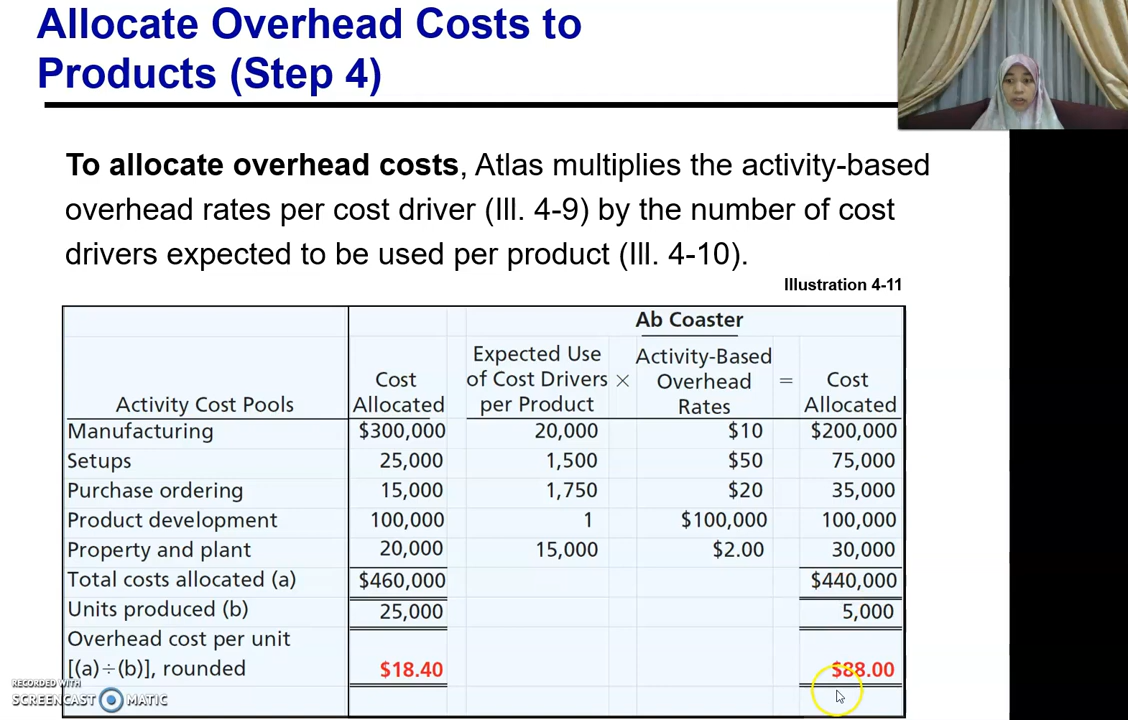 Allocate Overhead Costs to
Products (Step 4)
To allocate overhead costs, Atlas multiplies the activity-based
overhead rates per cost driver (Ill. 4-9) by the number of cost
drivers expected to be used per product (Ill. 4-10).
Illustration 4-11
Ab Coaster
Activity Cost Pools
Cost
Allocated
Expected Use
of Cost Drivers ×
per Product
Activity-Based
Overhead =
Rates
Cost
Allocated
Manufacturing $300,000 20,000 $10 $200,000
Setups 25,000 1,500 $50 75,000
Purchase ordering 15,000 1,750 $20 35,000
Product development 100,000 1 $100,000 100,000
Property and plant 20,000 15,000 $2.00 30,000
Total costs allocated (a) $460,000 $440,000
Units produced (b) 25,000 5,000
Overhead cost per unit
[(a)÷(b)], rounded $18.40 $88.00
RECORDED WITH
SCREENCAST MATIC